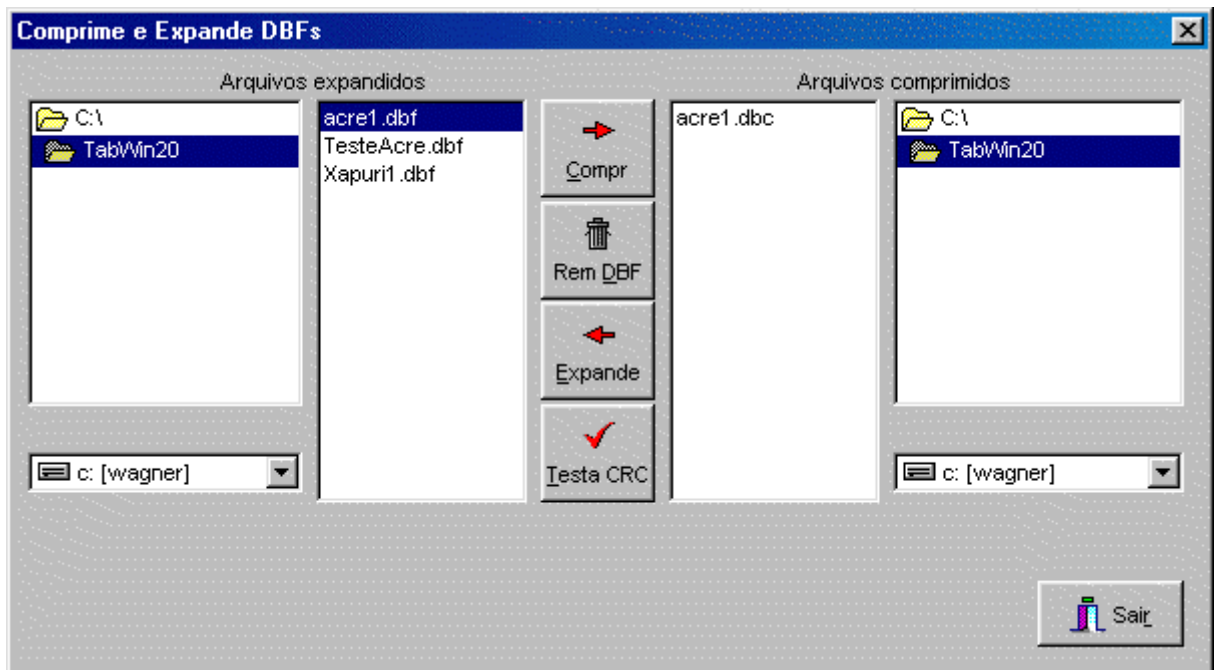 Comprime e Expande DBFs
Arquivos expandidos
Arquivos comprimidos
C:\
TabWin20
acre1.dbf
TesteAcre.dbf
Xapuri1.dbf
Compr
Rem DBF
Expande
Testa CRC
acre1.dbc
C:\
TabWin20
c: [wagner]
c: [wagner]
Sair